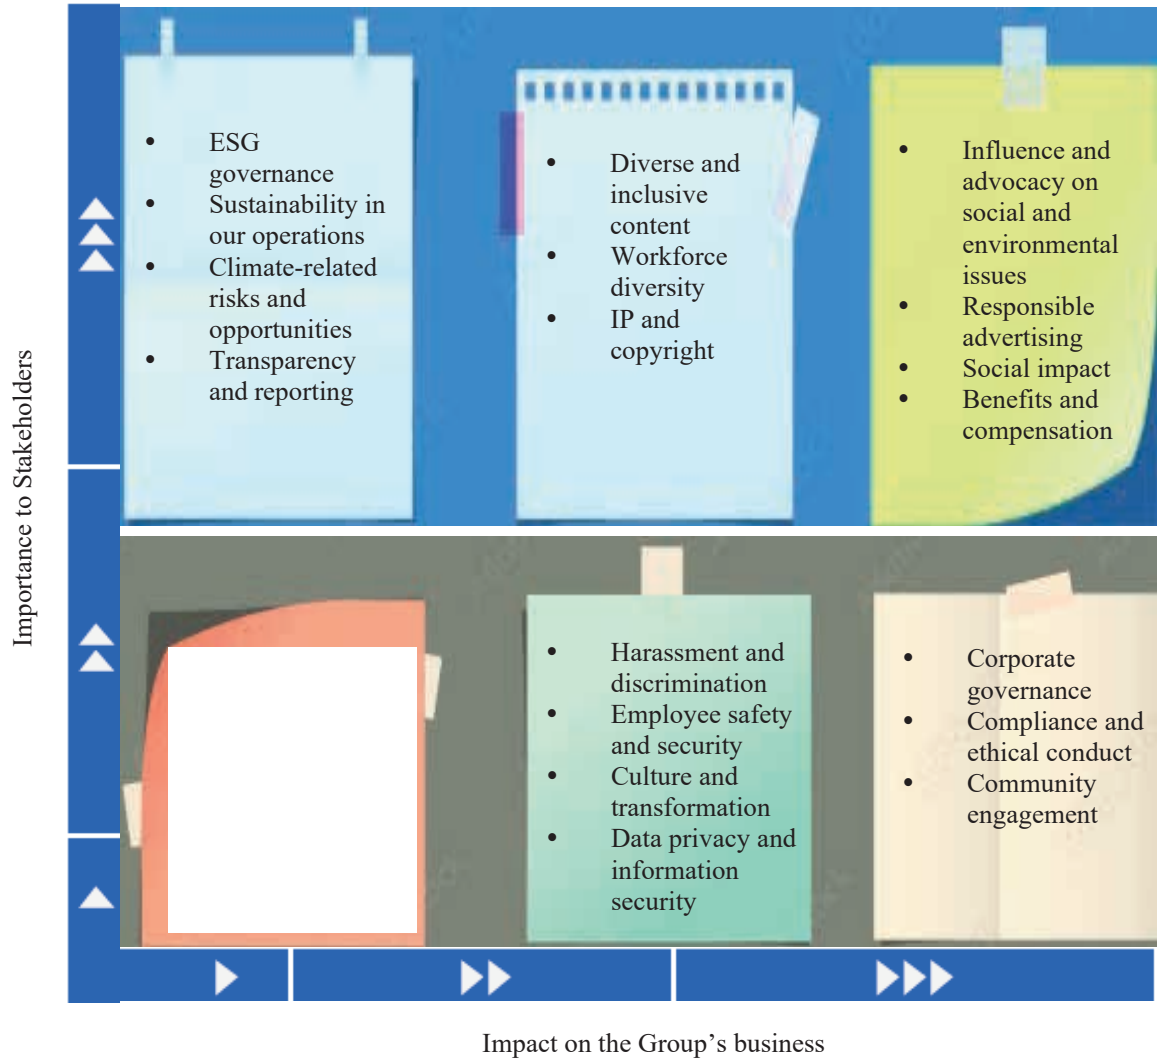 Importance to Stakeholders
• ESG
governance
• Sustainability in
our operations
• Climate-related
risks and
opportunities
• Transparency
and reporting
• Diverse and
inclusive
content
• Workforce
diversity
• IP and
copyright
• Influence and
advocacy on
social and
environmental
issues
• Responsible
advertising
• Social impact
• Benefits and
compensation
• Harassment and
discrimination
• Employee safety
and security
• Culture and
transformation
• Data privacy and
information
security
• Corporate
governance
• Compliance and
ethical conduct
• Community
engagement
Impact on the Group’s business